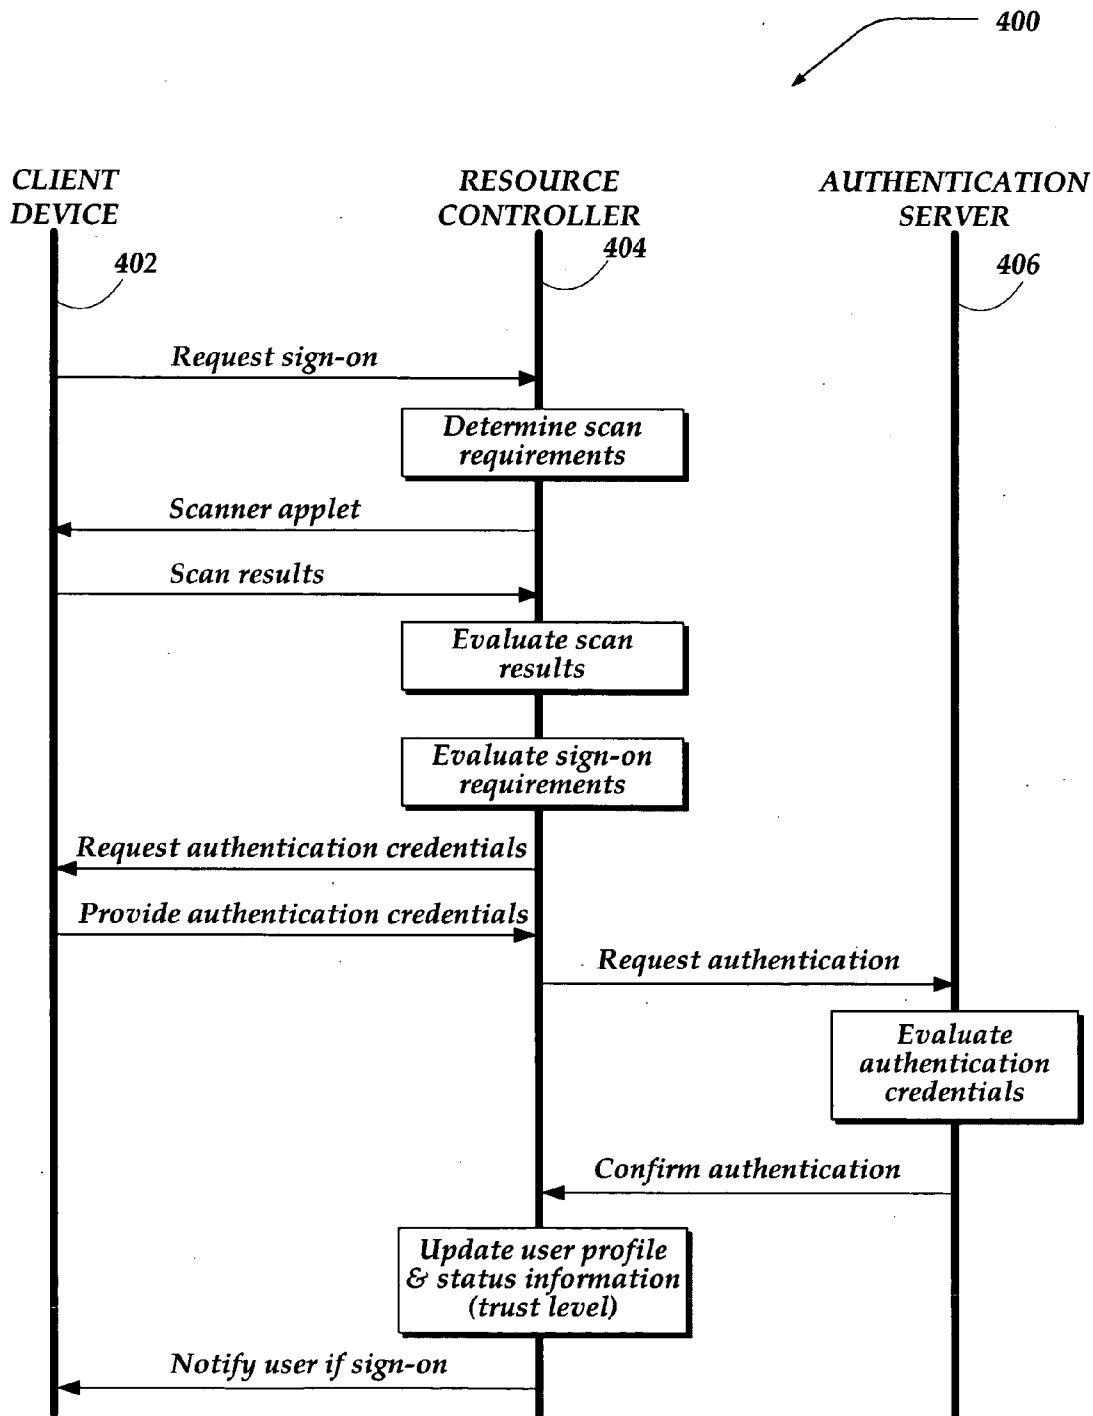 400
CLIENT
DEVICE
RESOURCE
CONTROLLER
AUTHENTICATION
SERVER
402
404
406
Request sign-on
Determine scan
requirements
Scanner applet
Scan results
Evaluate scan
results
Evaluate sign-on
requirements
Request authentication credentials
Provide authentication credentials
Request authentication
Evaluate
authentication
credentials
Confirm authentication
Update user profile
& status information
(trust level)
Notify user if sign-on